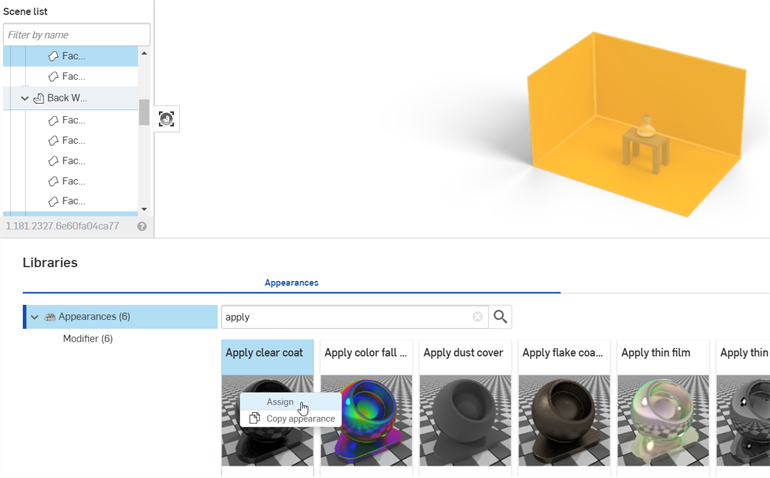 Scene list
Filter by name
Fac...
Fac...
Back W...
Fac...
Fac...
Fac...
Fac...
Fac...
1.181.2327.6e60fa04ca77
Libraries
Appearances
Appearances (6)
Modifier (6)
apply
Apply clear coat
Apply color fall ...
Apply dust cover
Apply flake coa...
Apply thin film
Apply thin
Assign
Copy appearance